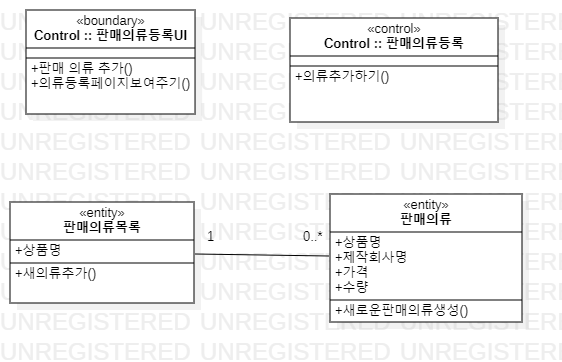 «boundary»
Control :: 판매의류등록UI
+판매 의류 추가()
+의류등록페이지보여주기()
«control»
Control :: 판매의류등록
+의류추가하기()
«entity»
판매의류목록
+상품명
+새의류추가()
1
0..*
«entity»
판매의류
+상품명
+제작회사명
+가격
+수량
+새로운판매의류생성()
UNREGISTERED UNREGISTERED UNREGISTERED